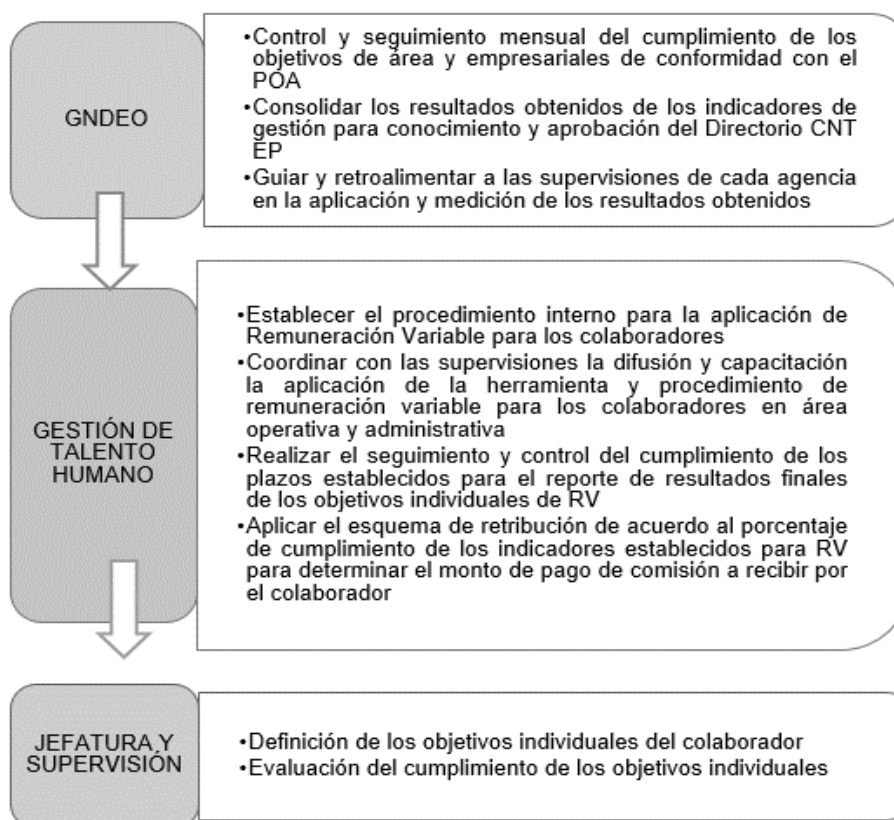 GNDEO
•Control y seguimiento mensual del cumplimiento de los
objetivos de área y empresariales de conformidad con el
POA
•Consolidar los resultados obtenidos de los indicadores de
gestión para conocimiento y aprobación del Directorio CNT
EP
•Guiar y retroalimentar a las supervisiones de cada agencia
en la aplicación y medición de los resultados obtenidos
GESTIÓN DE
TALENTO
HUMANO
•Establecer el procedimiento interno para la aplicación de
Remuneración Variable para los colaboradores
•Coordinar con las supervisiones la difusión y capacitación
la aplicación de la herramienta y procedimiento de
remuneración variable para los colaboradores en área
operativa y administrativa
•Realizar el seguimiento y control del cumplimiento de los
plazos establecidos para el reporte de resultados finales
de los objetivos individuales de RV
•Aplicar el esquema de retribución de acuerdo al porcentaje
de cumplimiento de los indicadores establecidos para RV
para determinar el monto de pago de comisión a recibir por
el colaborador
JEFATURA Y
SUPERVISIÓN
•Definición de los objetivos individuales del colaborador
•Evaluación del cumplimiento de los objetivos individuales